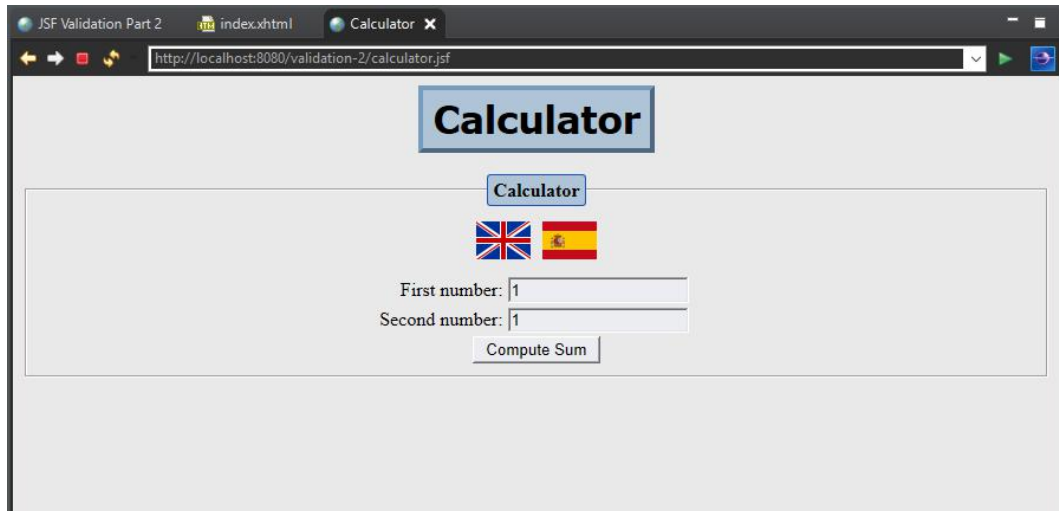 JSF Validation Part 2 index.xhtml Calculator
http://localhost:8080/validation-2/calculator.jsf
Calculator
Calculator
First number: 1
Second number: 1
Compute Sum